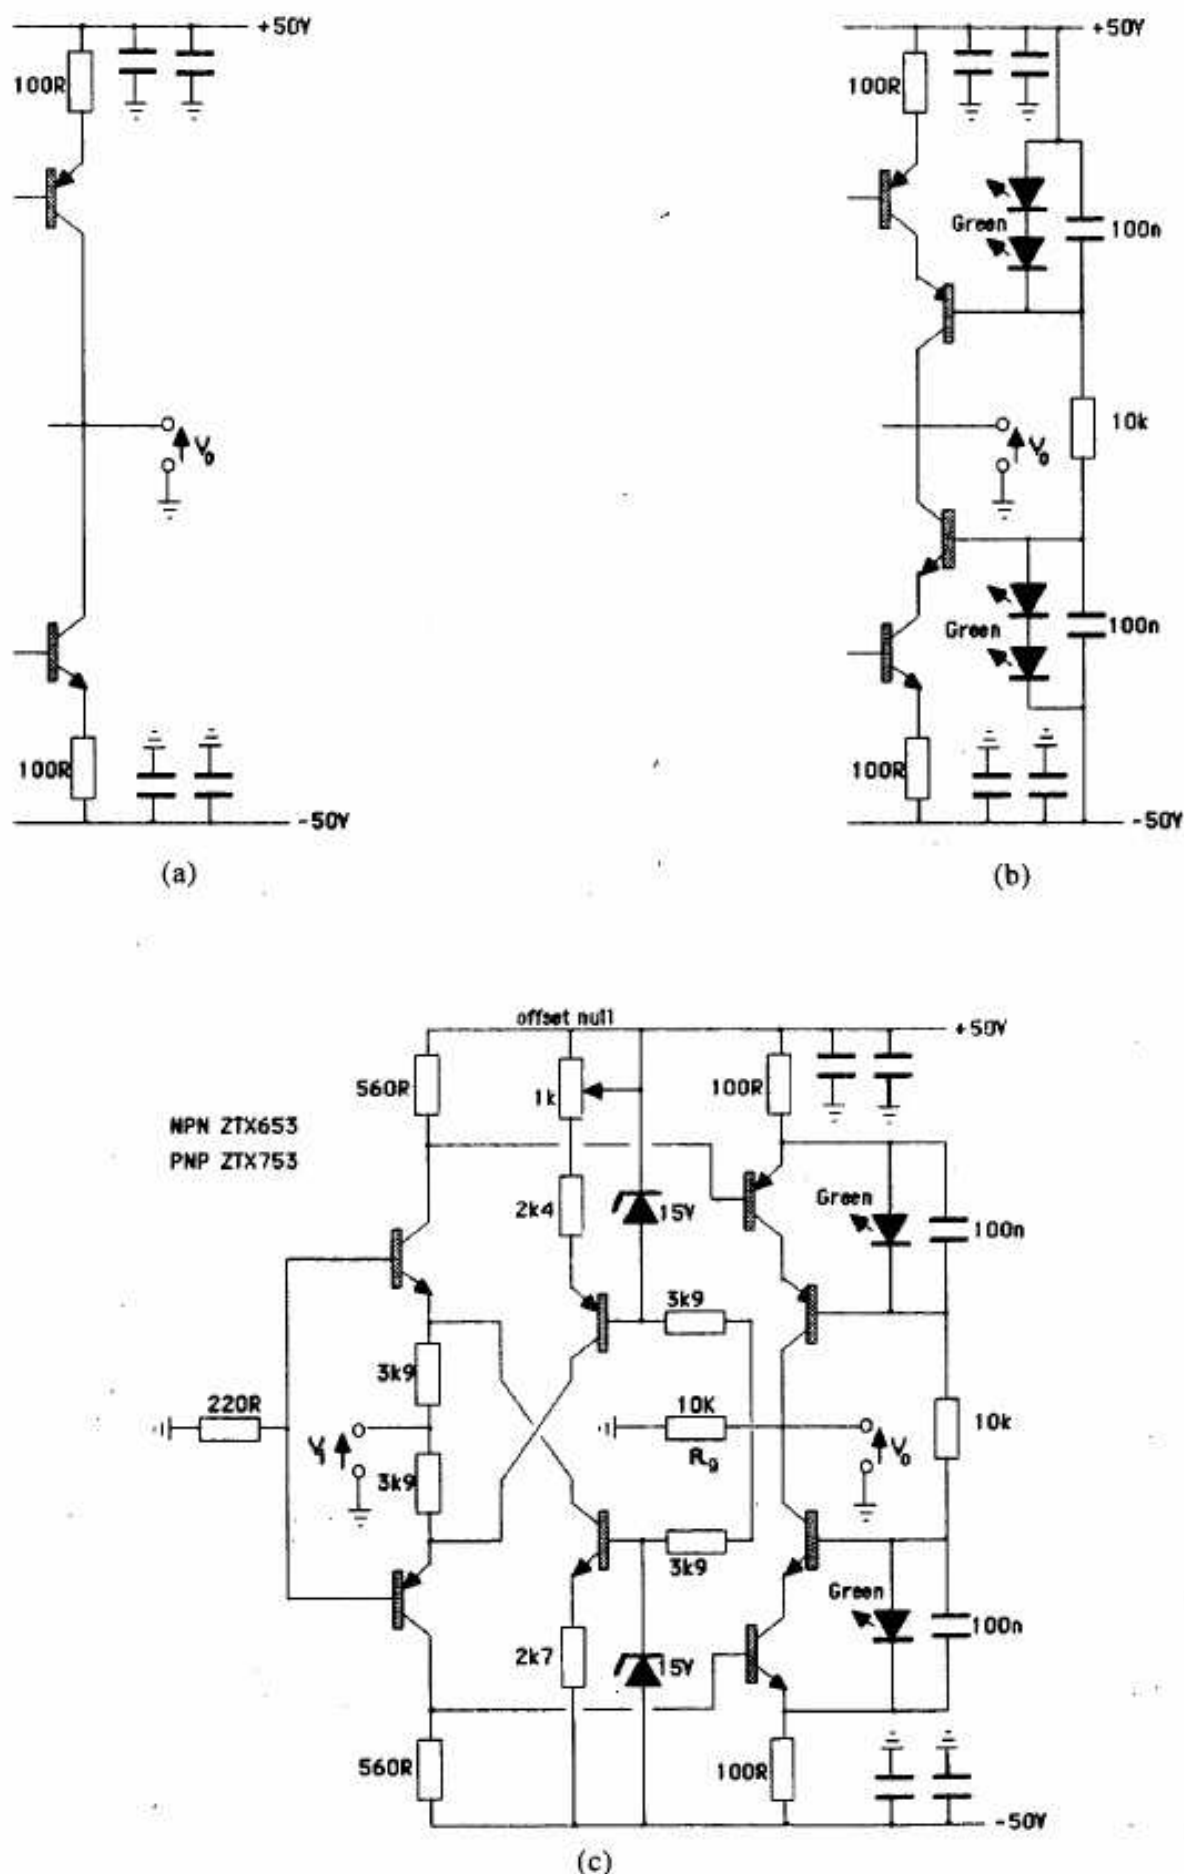 +50V
100R
V₀
100R
-50V
(a)
+50V
100R
Green
100n
10k
V₀
Green
100n
100R
-50V
(b)
offset null
+50V
560R
1k
100R
NPN ZTX653
PNP ZTX753
2k4
15V
Green
100n
3k9
3k9
220R
10K
10k
Vᵢ
R₉
V₀
3k9
3k9
Green
100n
2k7
15V
560R
100R
-50V
(c)